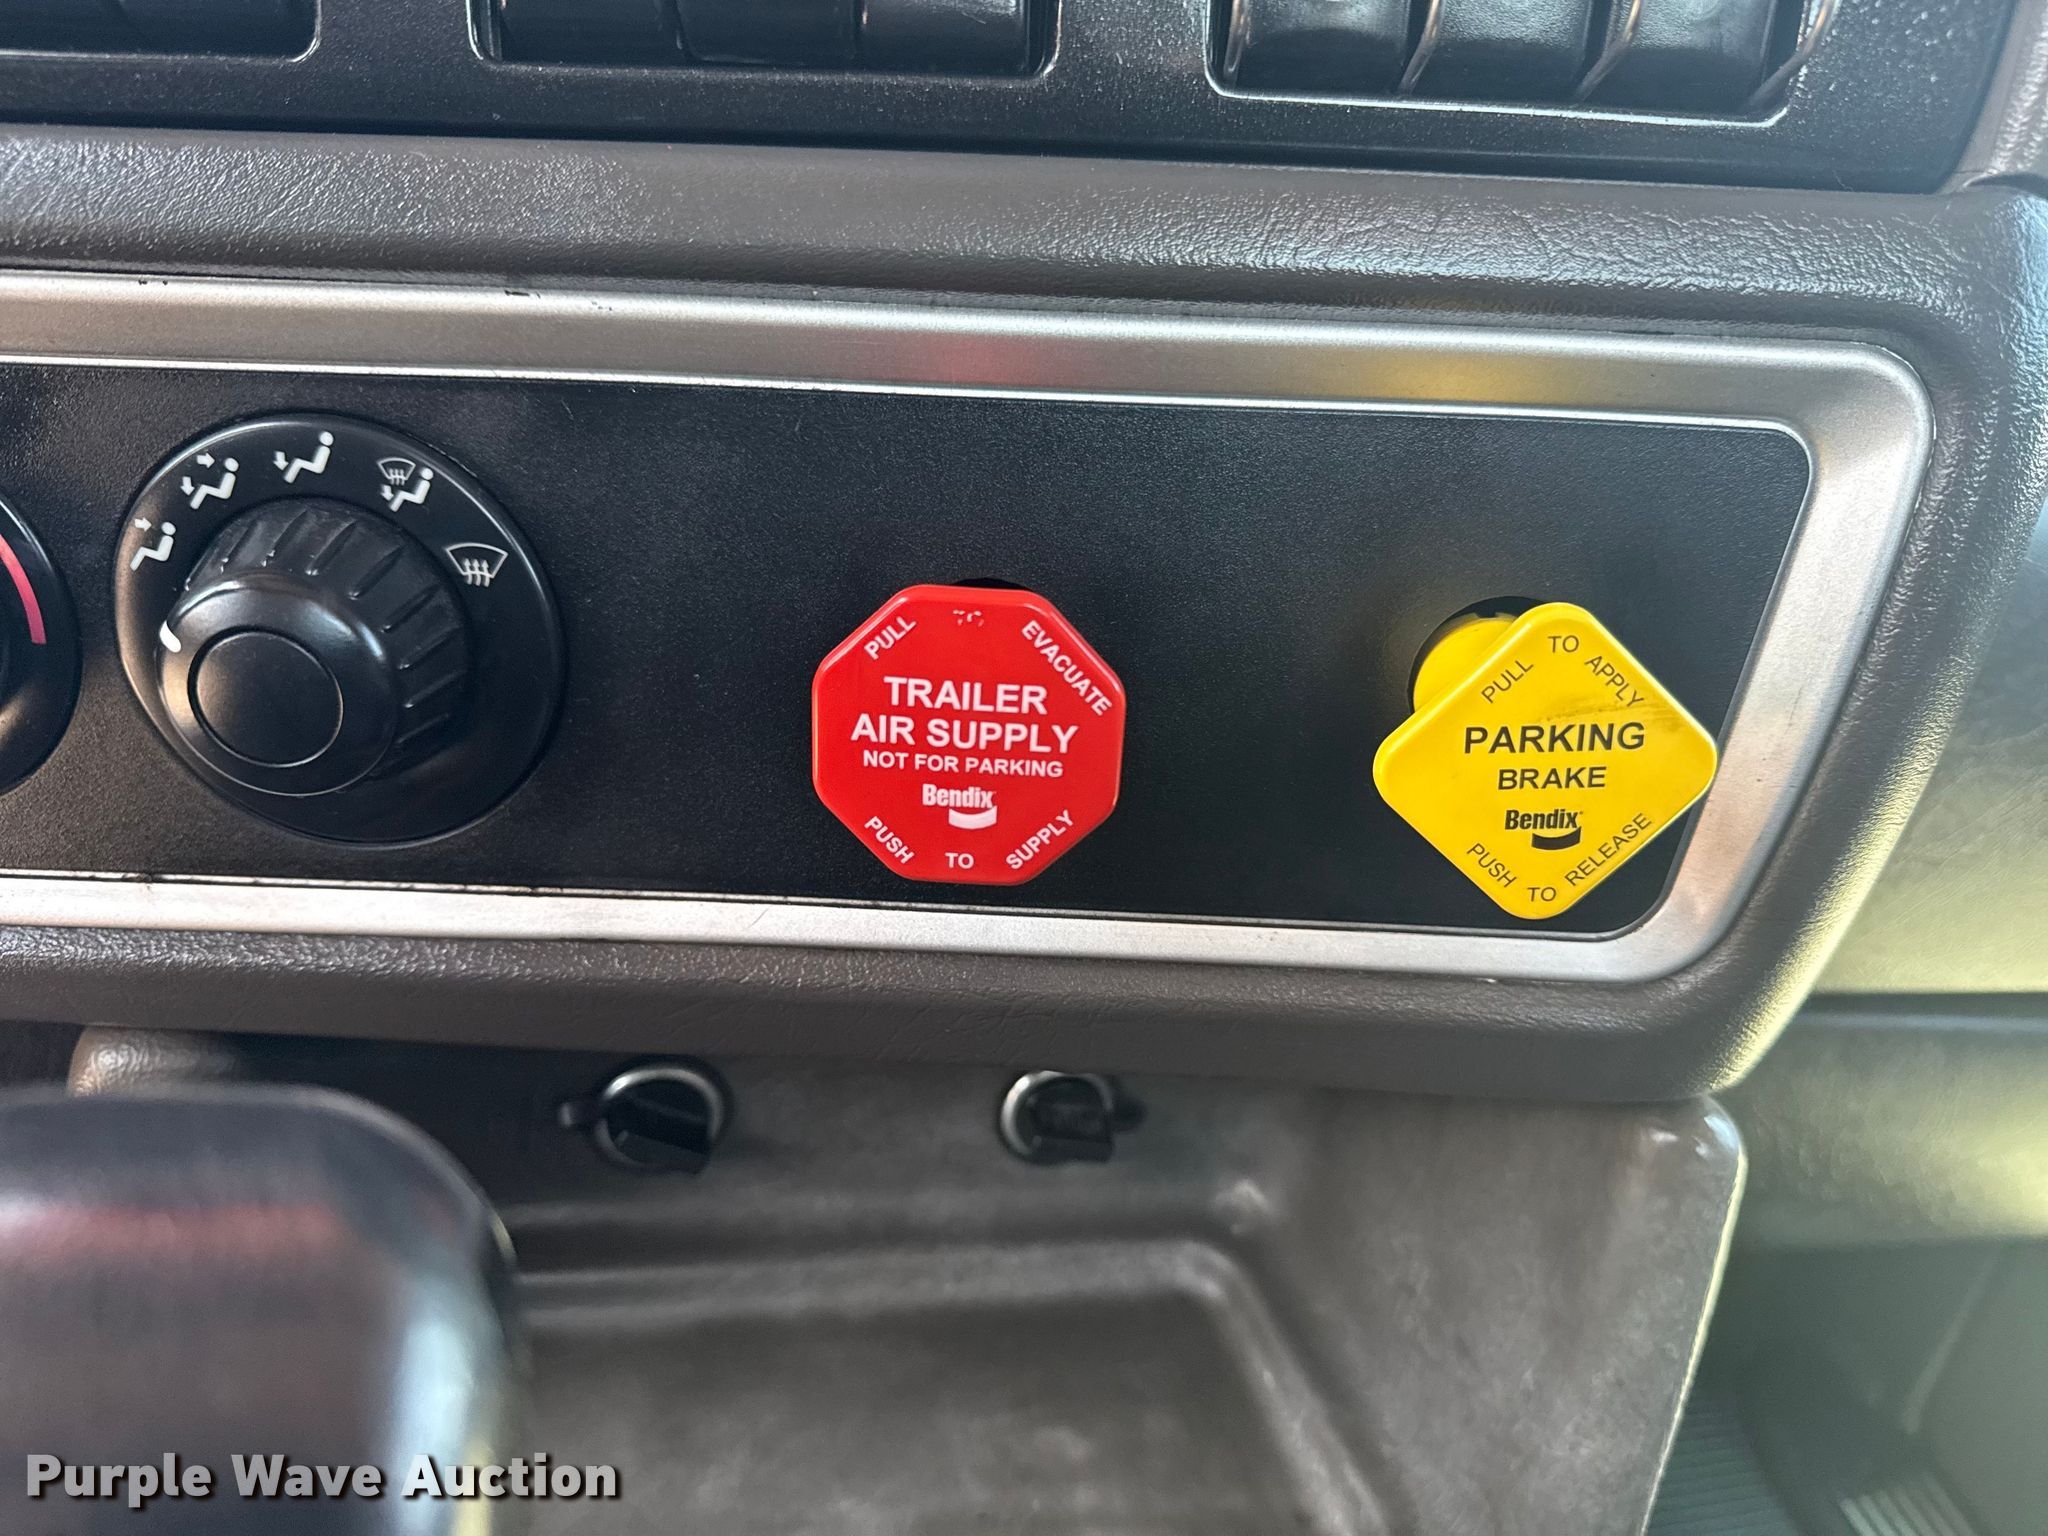 PULL TO EVACUATE
TRAILER
AIR SUPPLY
NOT FOR PARKING
Bendix
PUSH TO SUPPLY
PULL TO APPLY
PARKING
BRAKE
Bendix
PUSH TO RELEASE
Purple Wave Auction